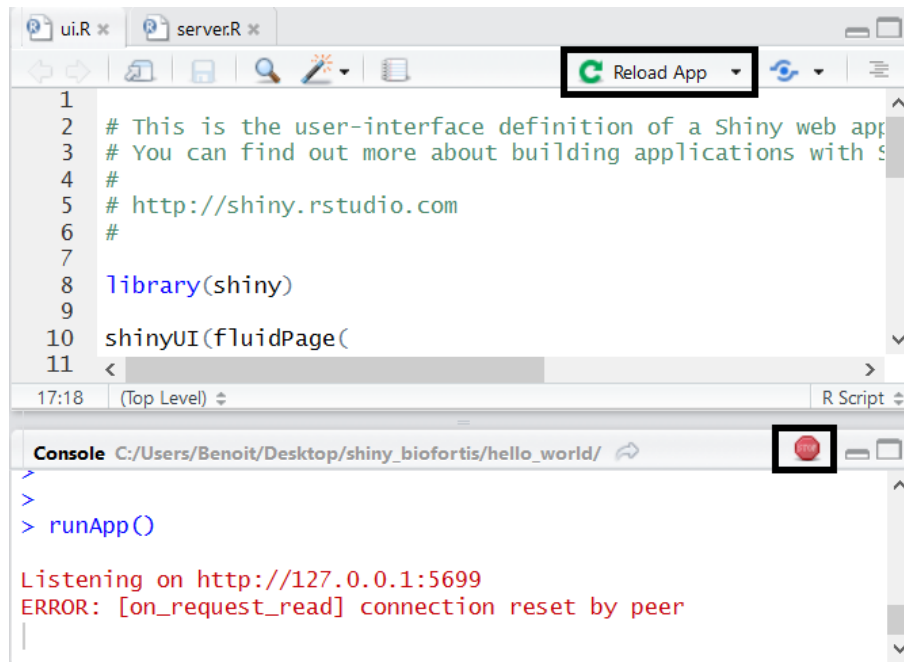 ui.R × server.R ×
Reload App
1
2 # This is the user-interface definition of a Shiny web app
3 # You can find out more about building applications with S
4 #
5 # http://shiny.rstudio.com
6 #
7
8 library(shiny)
9
10 shinyUI(fluidPage(
11
17:18 (Top Level) R Script
Console C:/Users/Benoit/Desktop/shiny_biofortis/hello_world/
STOP
>
>
> runApp()
Listening on http://127.0.0.1:5699
ERROR: [on_request_read] connection reset by peer